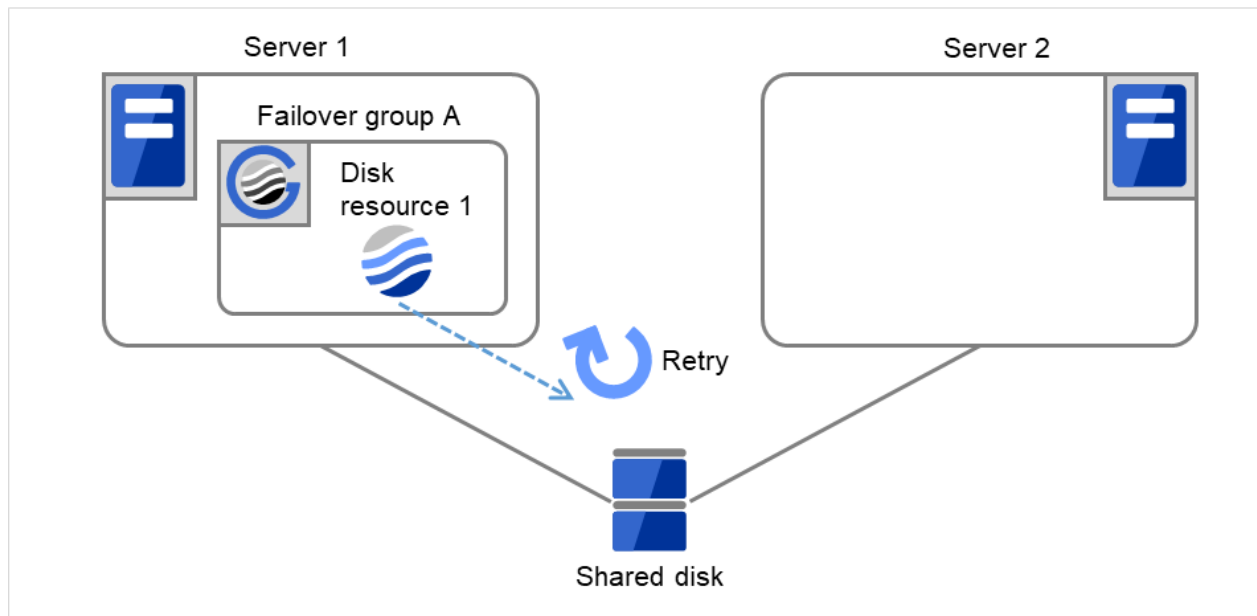 Server 1
Server 2
Failover group A
Disk
resource 1
Retry
Shared disk